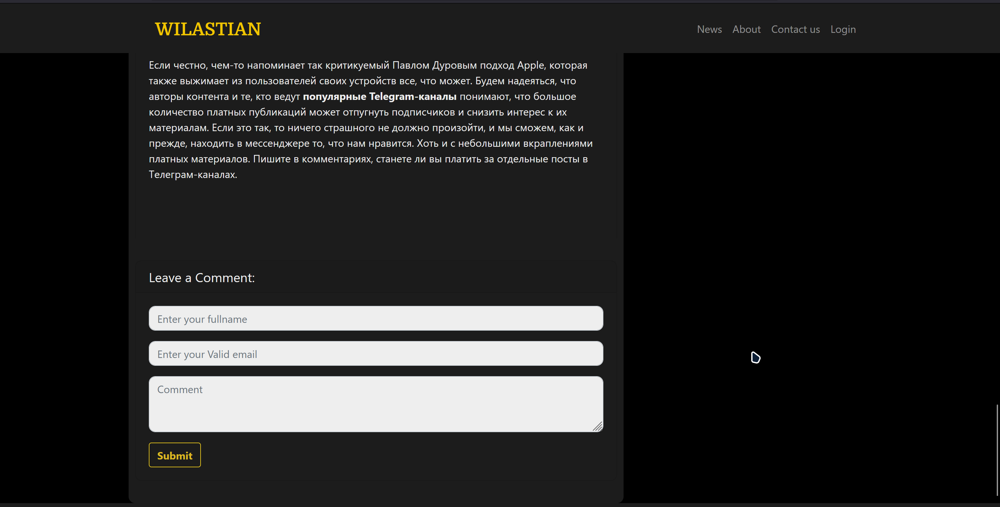 WILASTIAN
News About Contact us Login
Если честно, чем-то напоминает так критикуемый Павлом Дуровым подход Apple, которая
также выжимает из пользователей своих устройств все, что может. Будем надеяться, что
авторы контента и те, кто ведут популярные Telegram-каналы понимают, что большое
количество платных публикаций может отпугнуть подписчиков и снизить интерес к их
материалам. Если это так, то ничего страшного не должно произойти, и мы сможем, как и
прежде, находить в мессенджере то, что нам нравится. Хоть и с небольшими вкраплениями
платных материалов. Пишите в комментариях, станете ли вы платить за отдельные посты в
Телеграм-каналах.
Leave a Comment:
Enter your fullname
Enter your Valid email
Comment
Submit